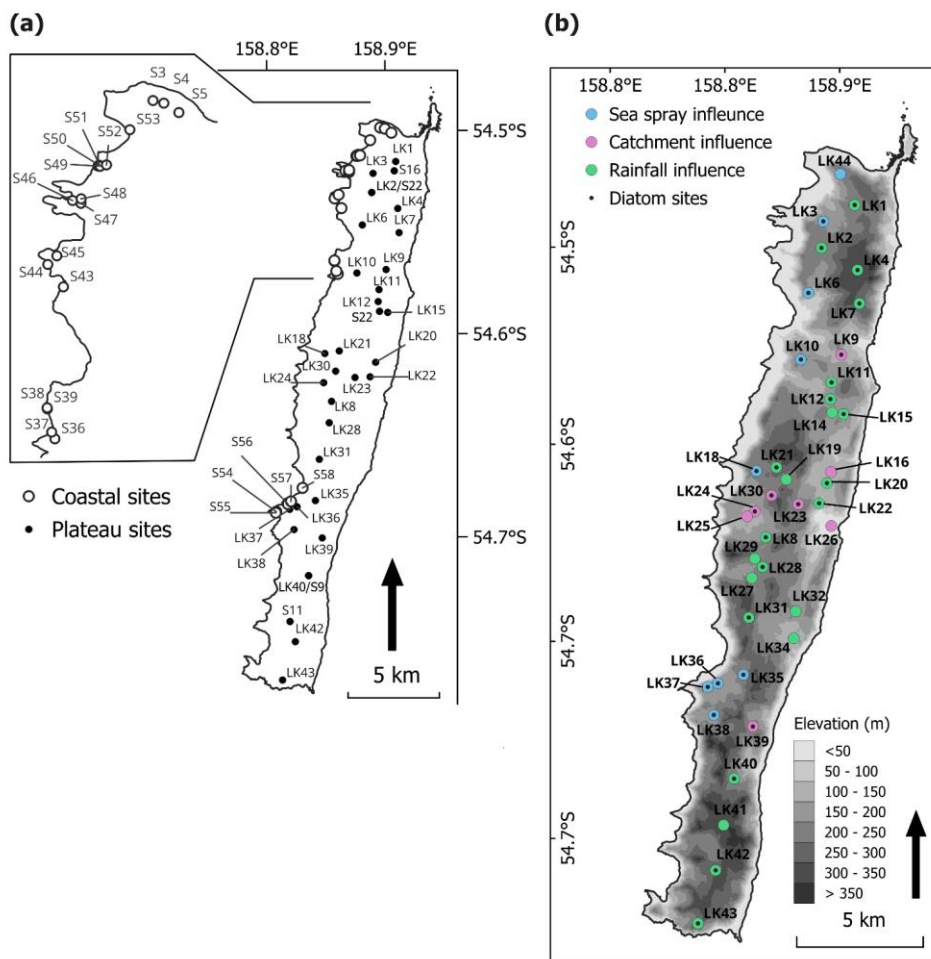 (a)
158.8°E
158.9°E
S3
S4
S5
S53
S51
S52
S50
S49
S46
S48
S47
S45
S44
S43
S38
S39
S37
S36
54.5°S
LK1
LK3
S16
LK2/S22
LK4
LK6
LK7
LK9
LK10
LK11
LK12
S22
LK15
54.6°S
LK18
LK21
LK20
LK30
LK24
LK23
LK22
LK8
LK28
LK31
S56
S57
S58
S54
S55
LK35
LK36
LK37
LK38
LK39
54.7°S
LK40/S9
S11
LK42
LK43
Coastal sites
Plateau sites
5 km
(b)
158.8°E
158.8°E
158.9°E
Sea spray infleunce
Catchment influence
Rainfall influence
Diatom sites
LK44
LK3
LK1
LK2
54.5°S
LK4
LK6
LK7
LK10
LK9
LK11
LK12
LK14
LK15
54.6°S
LK21
LK19
LK18
LK16
LK24
LK30
LK20
LK25
LK23
LK22
LK8
LK26
LK29
LK28
LK27
LK31
LK32
54.7°S
LK34
LK36
LK35
LK37
LK38
LK39
LK40
54.7°S
LK41
LK42
LK43
Elevation (m)
<50
50 - 100
100 - 150
150 - 200
200 - 250
250 - 300
300 - 350
> 350
5 km